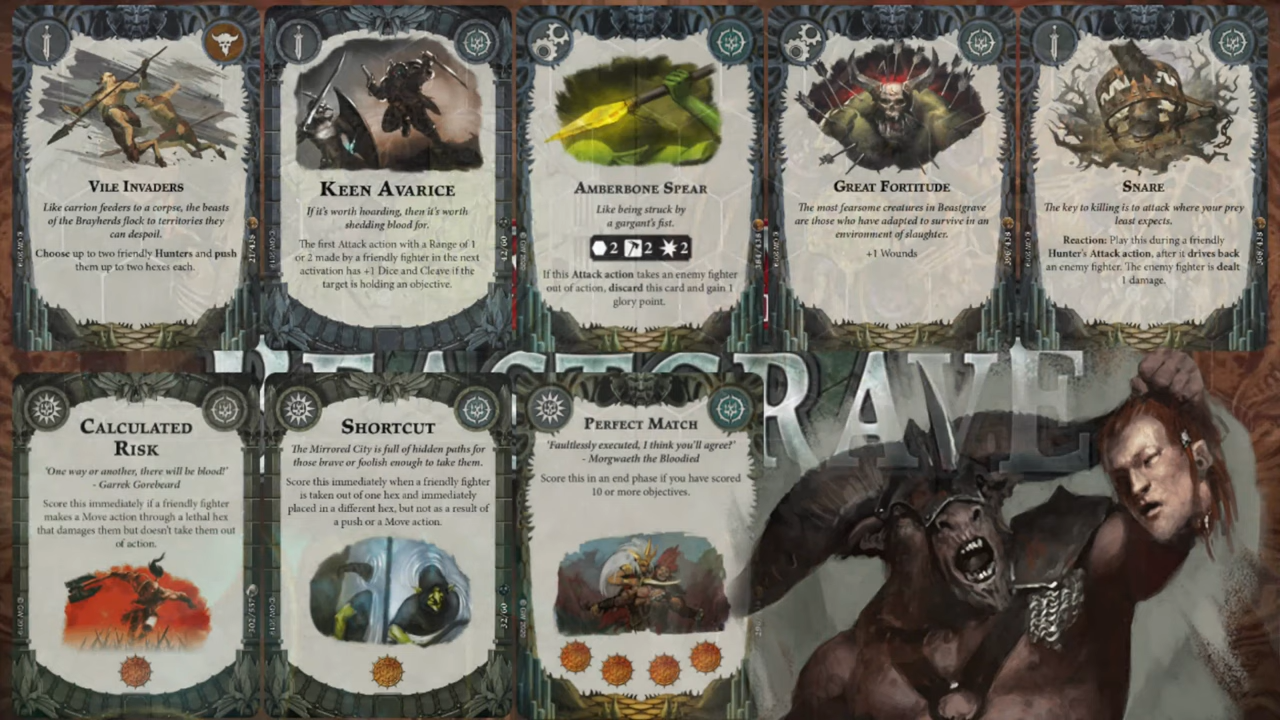 VILE INVADERS
Like carrion feeders to a corpse, the beasts
of the Brayherds flock to territories they
can despoil.
Choose up to two friendly Hunters and push
them up to two hexes each.
KEEN AVARICE
If it's worth hoarding, then it's worth
shedding blood for.
The first Attack action with a Range of 1
or 2 made by a friendly fighter in the next
activation has +1 Dice and Cleave if the
target is holding an objective.
AMBERBONE SPEAR
Like being struck by
a gargant's fist.
2 2 2
If this Attack action takes an enemy fighter
out of action, discard this card and gain 1
glory point.
GREAT FORTITUDE
The most fearsome creatures in Beastgrave
are those who have adapted to survive in an
environment of slaughter.
+1 Wounds
SNARE
The key to killing is to attack where your prey
least expects.
Reaction: Play this during a friendly
Hunter's Attack action, after it drives back
an enemy fighter. The enemy fighter is dealt
1 damage.
CALCULATED
RISK
'One way or another, there will be blood!'
- Garrek Gorebeard
Score this immediately if a friendly fighter
makes a Move action through a lethal hex
that damages them but doesn't take them out
of action.
SHORTCUT
The Mirrored City is full of hidden paths for
those brave or foolish enough to take them.
Score this immediately when a friendly fighter
is taken out of one hex and immediately
placed in a different hex, but not as a result of
a push or a Move action.
PERFECT MATCH
'Faultlessly executed, I think you'll agree?'
- Morgwaeth the Bloodied
Score this in an end phase if you have scored
10 or more objectives.
BEASTGRAVE